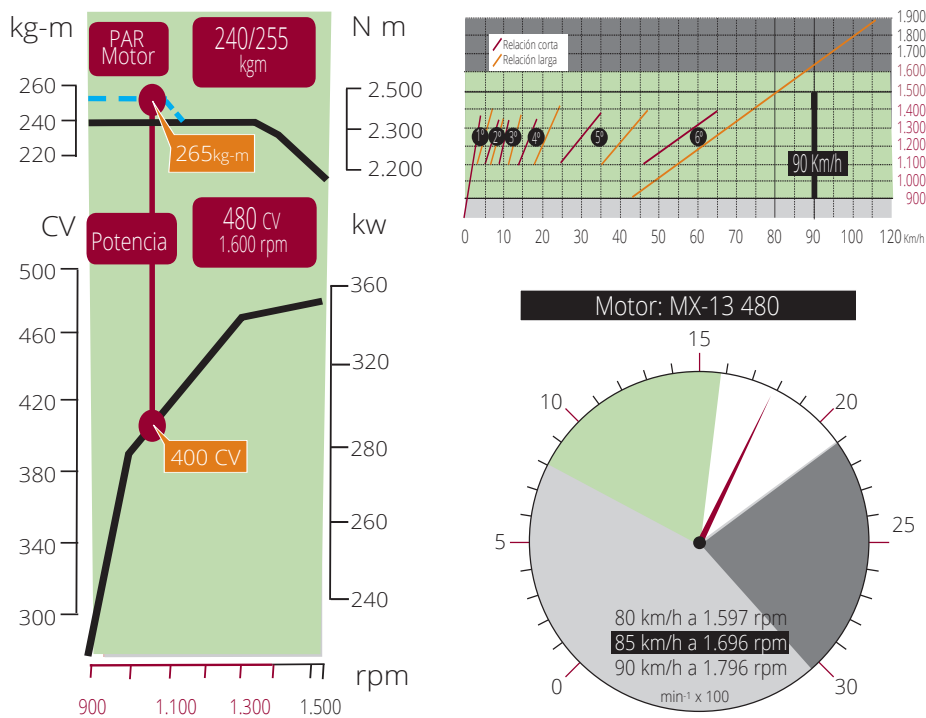 kg-m
PAR
Motor
240/255
kgm
N m
260
240
220
2.500
2.300
2.200
265kg-m
CV
Potencia
480 CV
1.600 rpm
kw
500
460
420
380
340
300
360
320
280
260
240
400 CV
900
1.100
1.300
1.500
rpm
Relación corta
Relación larga
1º
2º
3º
4º
5º
6º
90 Km/h
1.900
1.800
1.700
1.600
1.500
1.400
1.300
1.200
1.100
1.000
900
0
10
20
30
40
50
60
70
80
90
100
110
120 Km/h
Motor: MX-13 480
0
5
10
15
20
25
30
80 km/h a 1.597 rpm
85 km/h a 1.696 rpm
90 km/h a 1.796 rpm
min-1 x 100